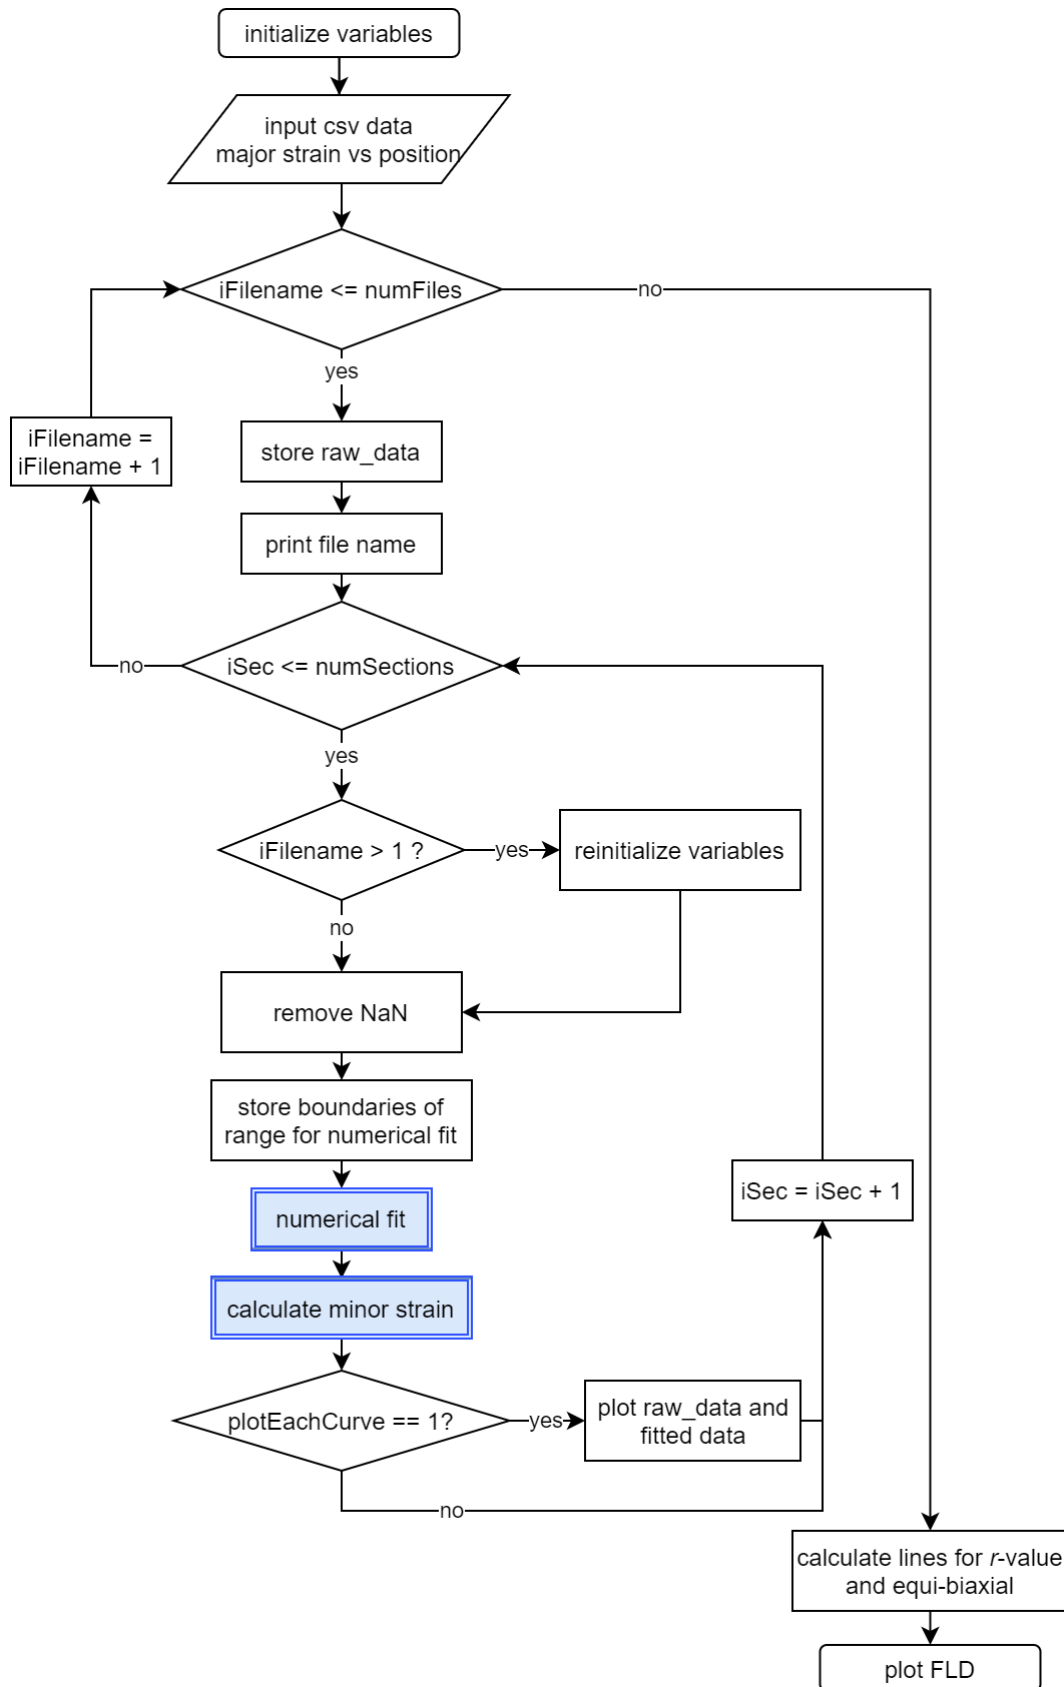 initialize variables
input csv data
major strain vs position
iFilename <= numFiles
no
yes
iFilename =
iFilename + 1
store raw_data
print file name
iSec <= numSections
no
yes
iFilename > 1 ?
yes
reinitialize variables
no
remove NaN
store boundaries of
range for numerical fit
iSec = iSec + 1
numerical fit
calculate minor strain
plotEachCurve == 1?
yes
plot raw_data and
fitted data
no
calculate lines for r-value
and equi-biaxial
plot FLD